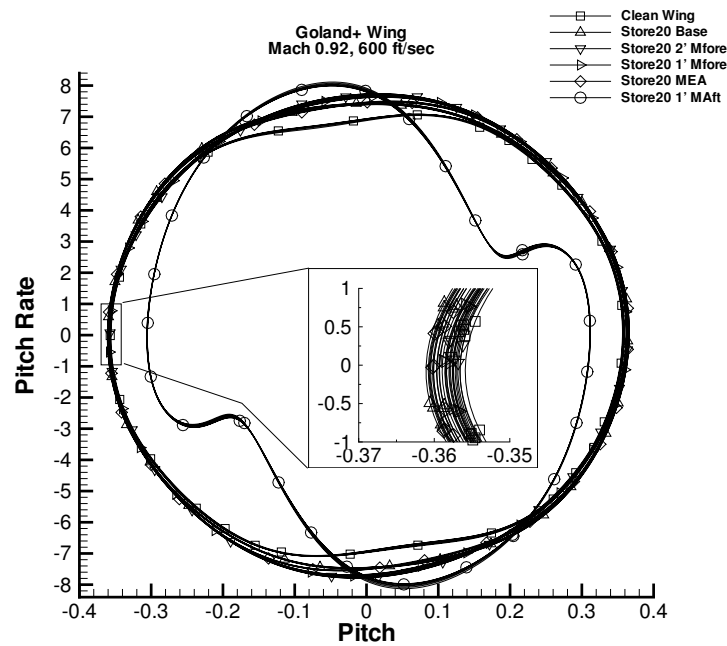 Goland+ Wing
Mach 0.92, 600 ft/sec
Clean Wing
Store20 Base
Store20 2' Mfore
Store20 1' Mfore
Store20 MEA
Store20 1' MAft
Pitch Rate
8
7
6
5
4
3
2
1
0
-1
-2
-3
-4
-5
-6
-7
-8
1
0.5
0
-0.5
-1
-0.37 -0.36 -0.35
-0.4 -0.3 -0.2 -0.1 0 0.1 0.2 0.3 0.4
Pitch